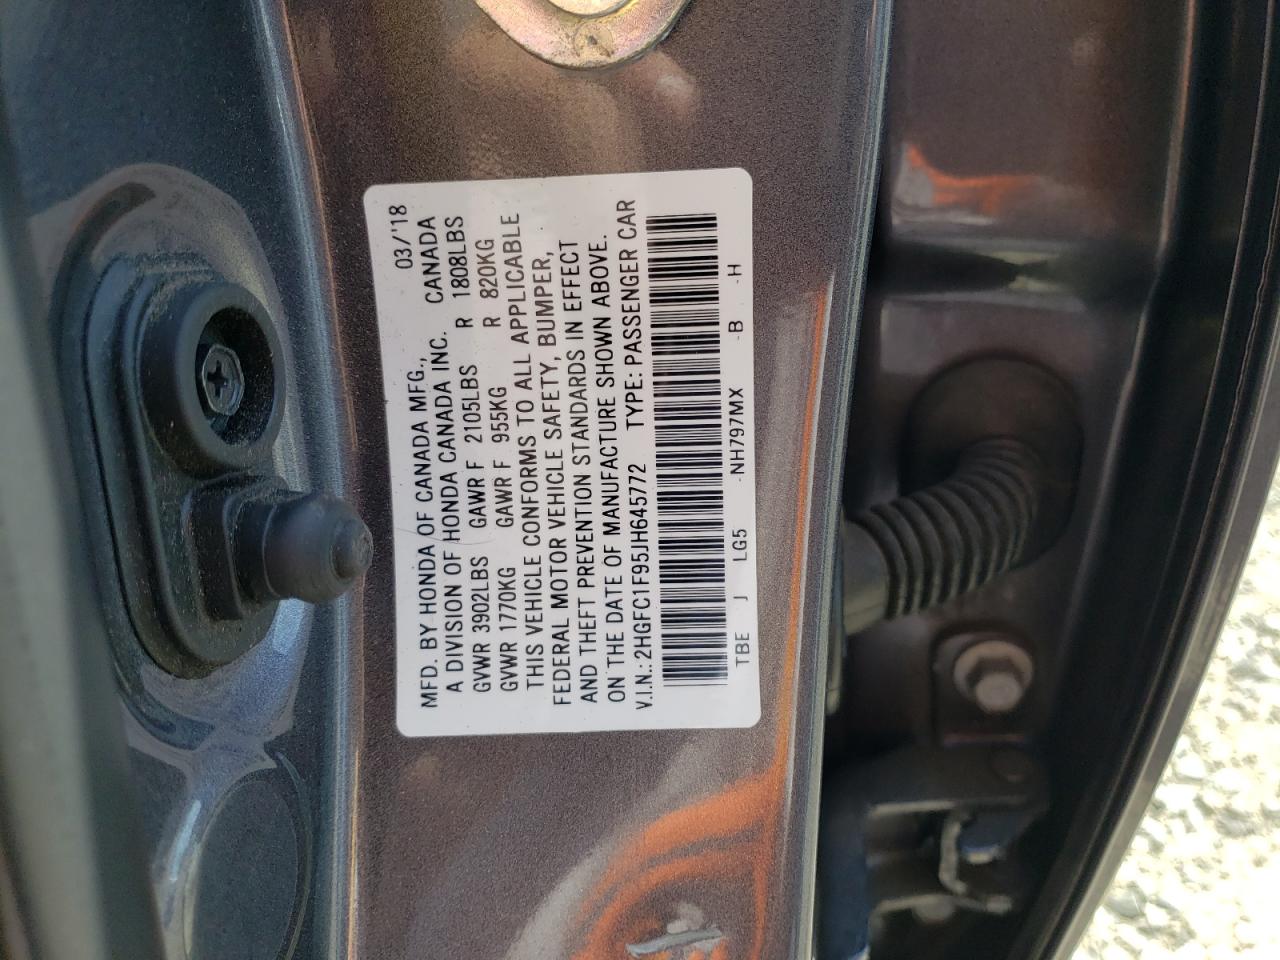 03/'18
MFD. BY HONDA OF CANADA MFG.,
A DIVISION OF HONDA CANADA INC. CANADA
GVWR 3902LBS GAWR F 2105LBS R 1808LBS
GVWR 1770KG GAWR F 955KG R 820KG
THIS VEHICLE CONFORMS TO ALL APPLICABLE
FEDERAL MOTOR VEHICLE SAFETY, BUMPER,
AND THEFT PREVENTION STANDARDS IN EFFECT
ON THE DATE OF MANUFACTURE SHOWN ABOVE.
V.I.N.: 2HGFC1F95JH645772 TYPE: PASSENGER CAR
TBE J LG5 -NH797MX -B -H